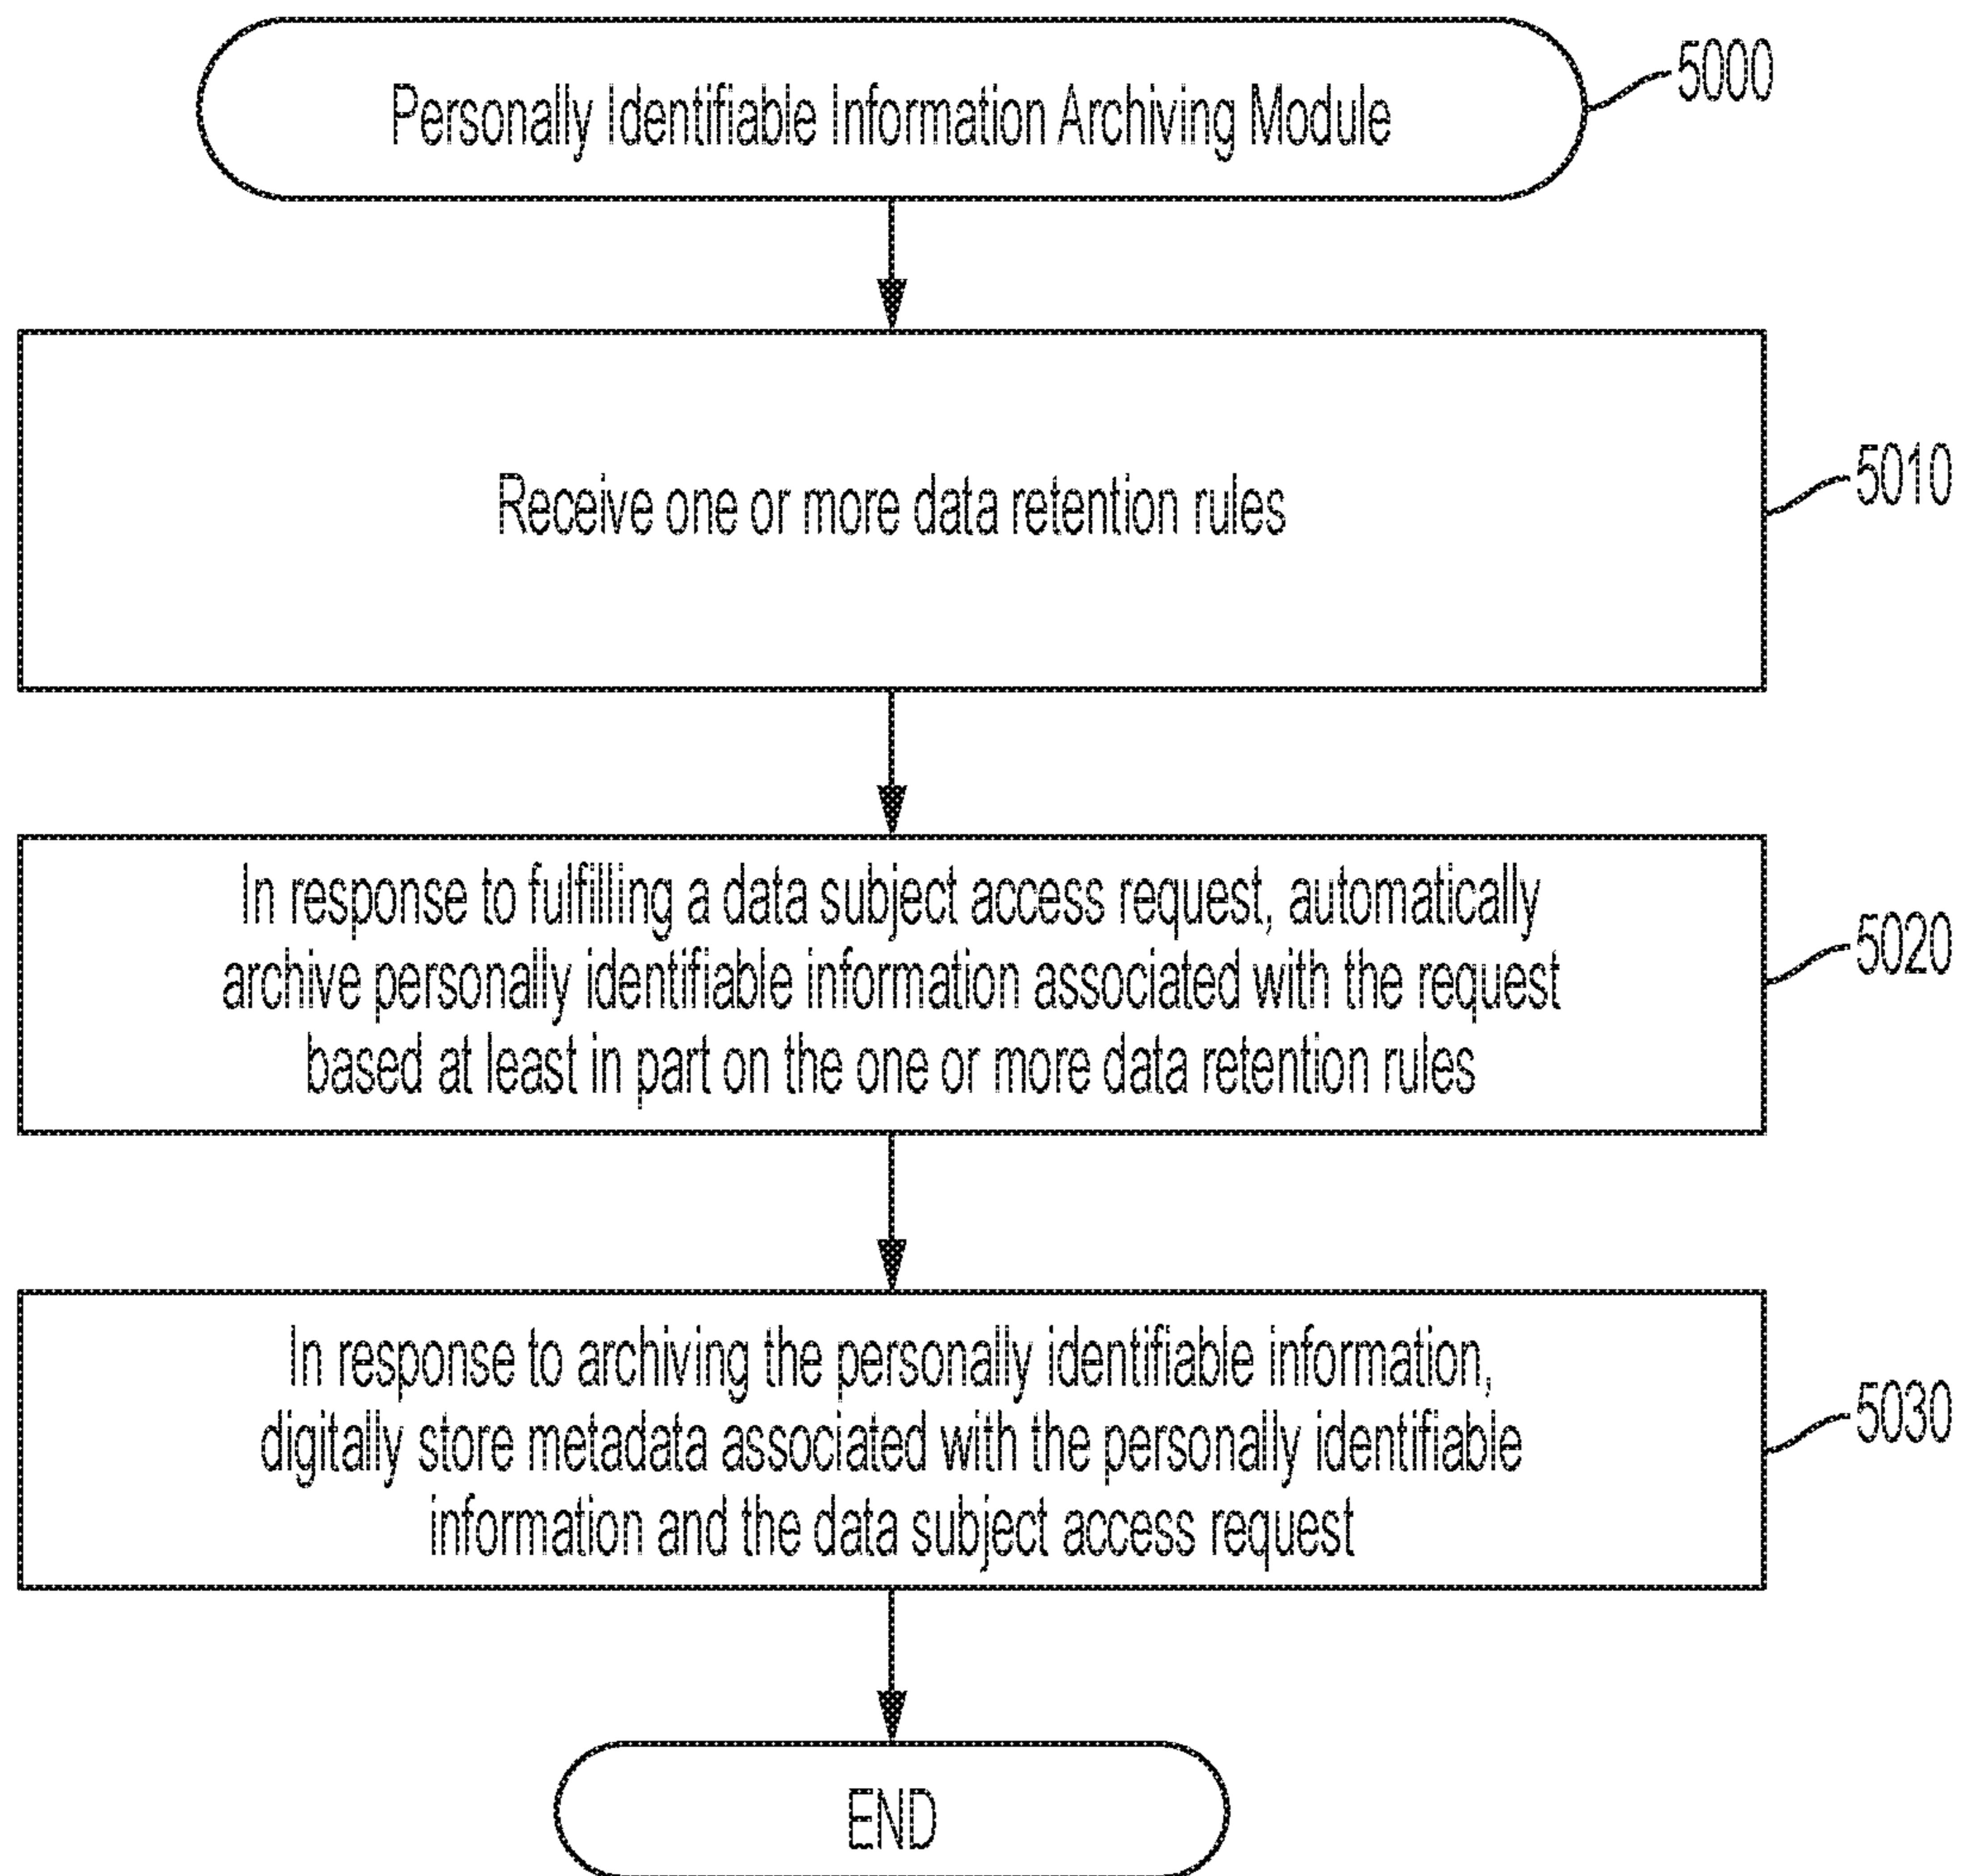 Personally Identifiable Information Archiving Module
5000
Receive one or more data retention rules
5010
In response to fulfilling a data subject access request, automatically
archive personally identifiable information associated with the request
based at least in part on the one or more data retention rules
5020
In response to archiving the personally identifiable information,
digitally store metadata associated with the personally identifiable
information and the data subject access request
5030
END